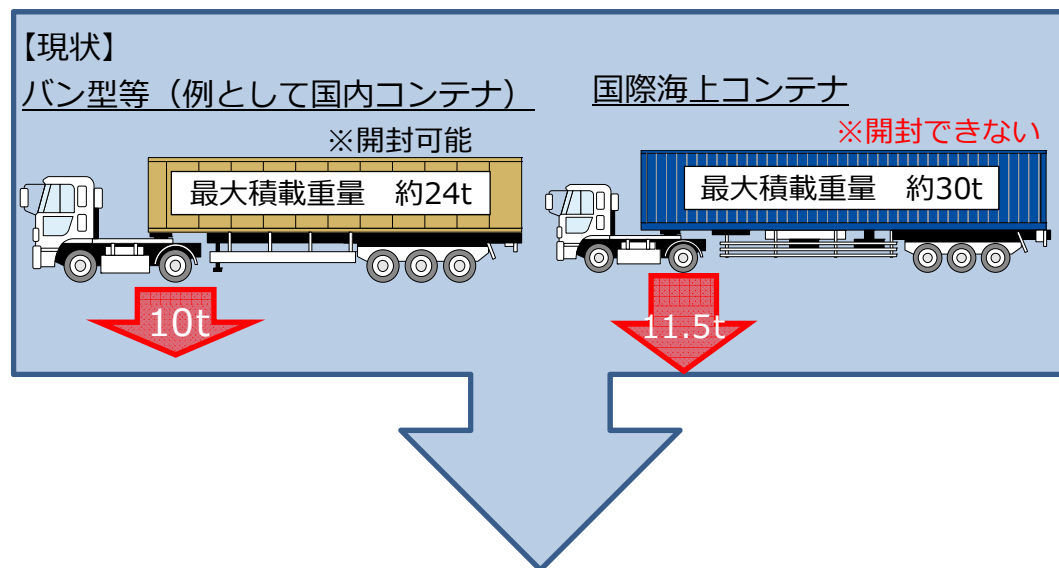 【現状】
バン型等（例として国内コンテナ）
※開封可能
最大積載重量　約24t
10t
国際海上コンテナ
※開封できない
最大積載重量　約30t
11.5t